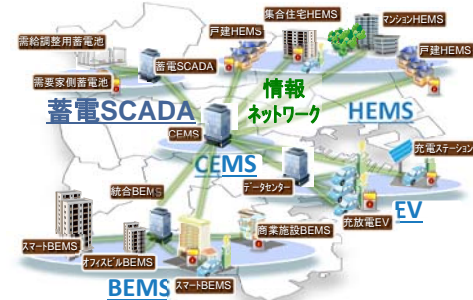 集合住宅HEMS
マンションHEMS
戸建HEMS
需給調整用蓄電池
戸建HEMS
蓄電SCADA
需要家側蓄電池
情報
ネットワーク
蓄電SCADA
HEMS
CEMS
充電ステーション
CEMS
データセンター
統合BEMS
EV
充放電EV
商業施設BEMS
スマートBEMS
オフィスビルBEMS
スマートBEMS
BEMS